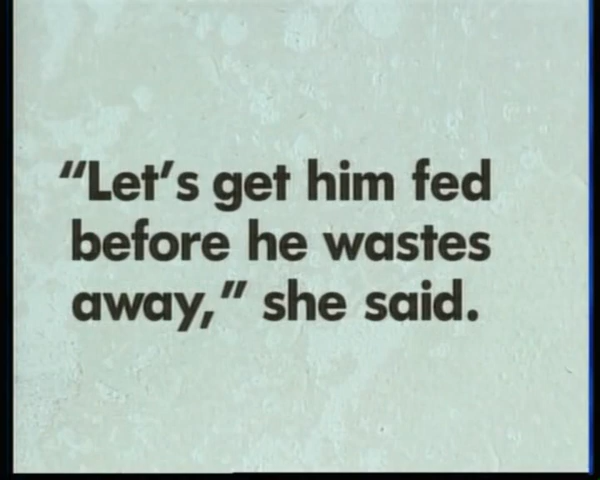 “Let’s get him fed
before he wastes
away,” she said.